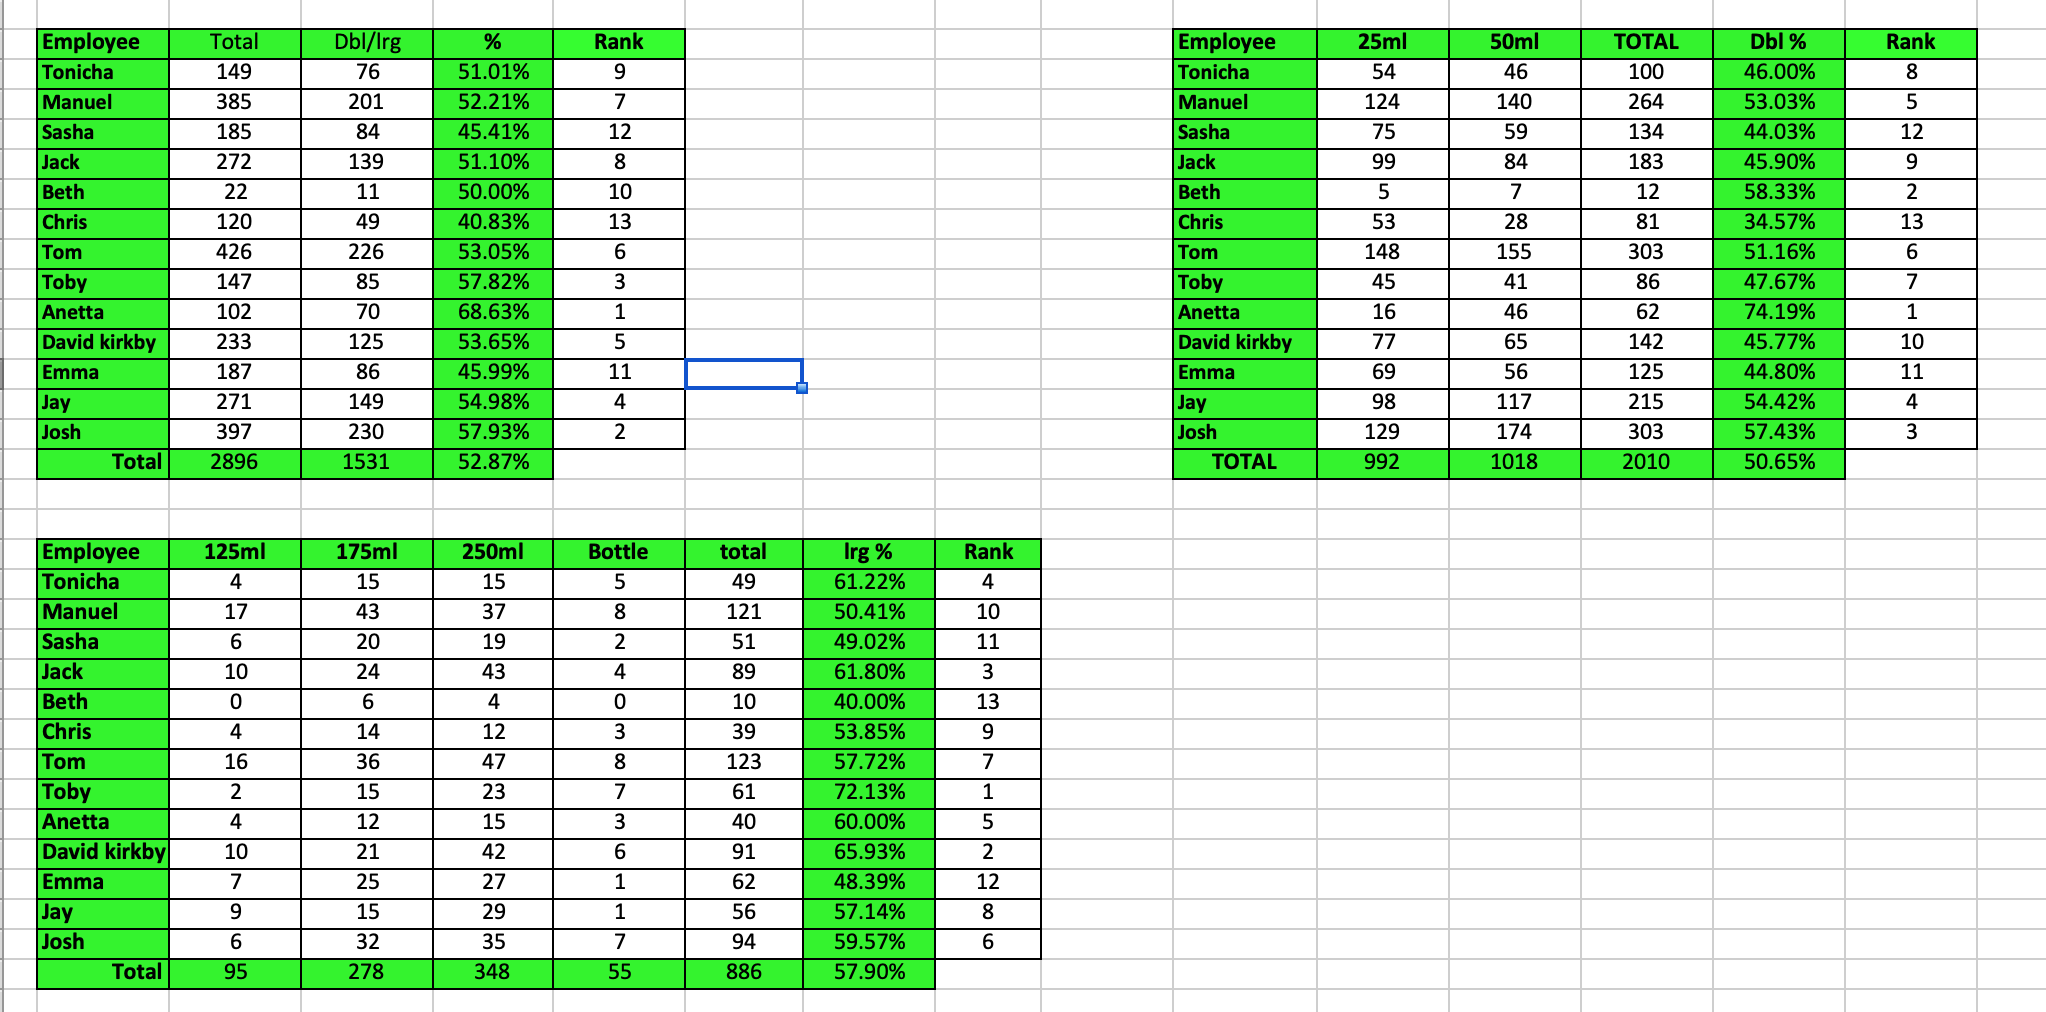 Employee Total Dbl/lrg % Rank
Tonicha 149 76 51.01% 9
Manuel 385 201 52.21% 7
Sasha 185 84 45.41% 12
Jack 272 139 51.10% 8
Beth 22 11 50.00% 10
Chris 120 49 40.83% 13
Tom 426 226 53.05% 6
Toby 147 85 57.82% 3
Anetta 102 70 68.63% 1
David kirkby 233 125 53.65% 5
Emma 187 86 45.99% 11
Jay 271 149 54.98% 4
Josh 397 230 57.93% 2
Total 2896 1531 52.87%
Employee 25ml 50ml TOTAL Dbl % Rank
Tonicha 54 46 100 46.00% 8
Manuel 124 140 264 53.03% 5
Sasha 75 59 134 44.03% 12
Jack 99 84 183 45.90% 9
Beth 5 7 12 58.33% 2
Chris 53 28 81 34.57% 13
Tom 148 155 303 51.16% 6
Toby 45 41 86 47.67% 7
Anetta 16 46 62 74.19% 1
David kirkby 77 65 142 45.77% 10
Emma 69 56 125 44.80% 11
Jay 98 117 215 54.42% 4
Josh 129 174 303 57.43% 3
TOTAL 992 1018 2010 50.65%
Employee 125ml 175ml 250ml Bottle total lrg % Rank
Tonicha 4 15 15 5 49 61.22% 4
Manuel 17 43 37 8 121 50.41% 10
Sasha 6 20 19 2 51 49.02% 11
Jack 10 24 43 4 89 61.80% 3
Beth 0 6 4 0 10 40.00% 13
Chris 4 14 12 3 39 53.85% 9
Tom 16 36 47 8 123 57.72% 7
Toby 2 15 23 7 61 72.13% 1
Anetta 4 12 15 3 40 60.00% 5
David kirkby 10 21 42 6 91 65.93% 2
Emma 7 25 27 1 62 48.39% 12
Jay 9 15 29 1 56 57.14% 8
Josh 6 32 35 7 94 59.57% 6
Total 95 278 348 55 886 57.90%